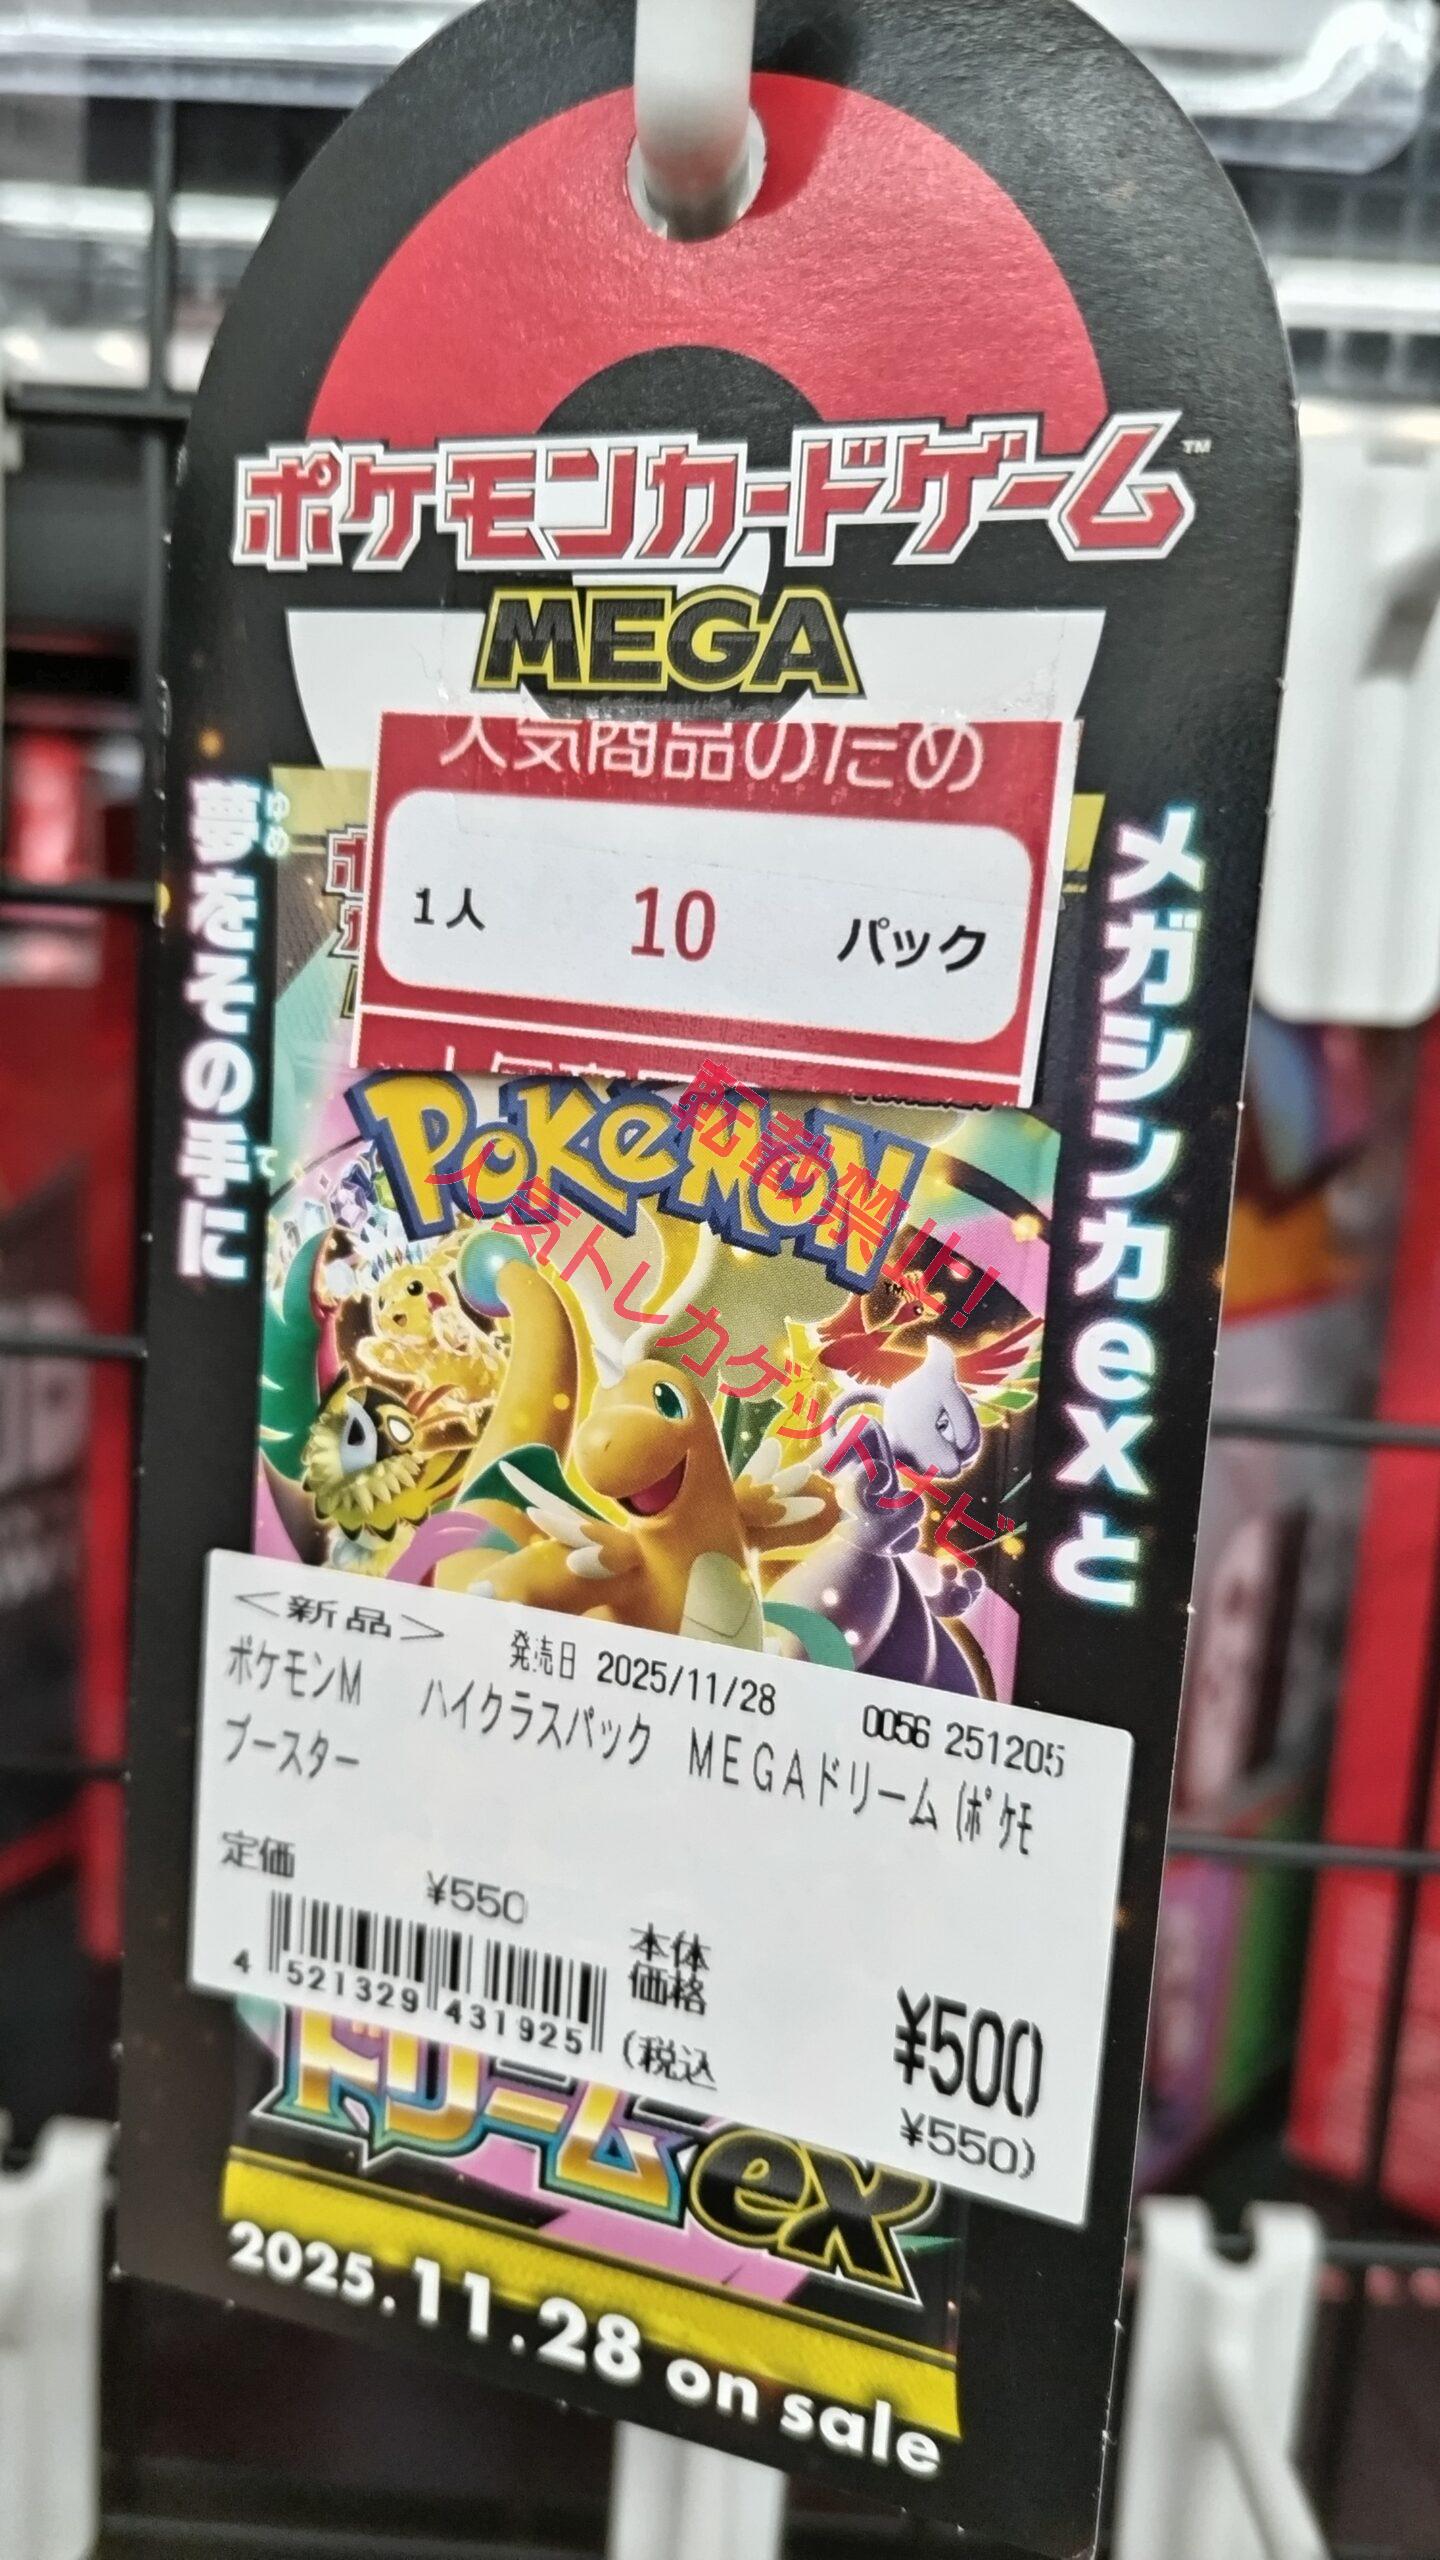 ポケモンカードゲーム™
MEGA
人気商品のため
1人 10 パック
メガシンカexと
夢をその手に
ゆめ
て
POKéMON
TM
転載禁止!
人気トレカゲットナビ
<新品> 発売日 2025/11/28 0056 251205
ポケモンM ハイクラスパック MEGAドリーム (ポケモ
ブースター
定価 ¥550
本体
価格 ¥500
(税込 ¥550)
4 521329 431925
ドリームex
2025.11.28 on sale